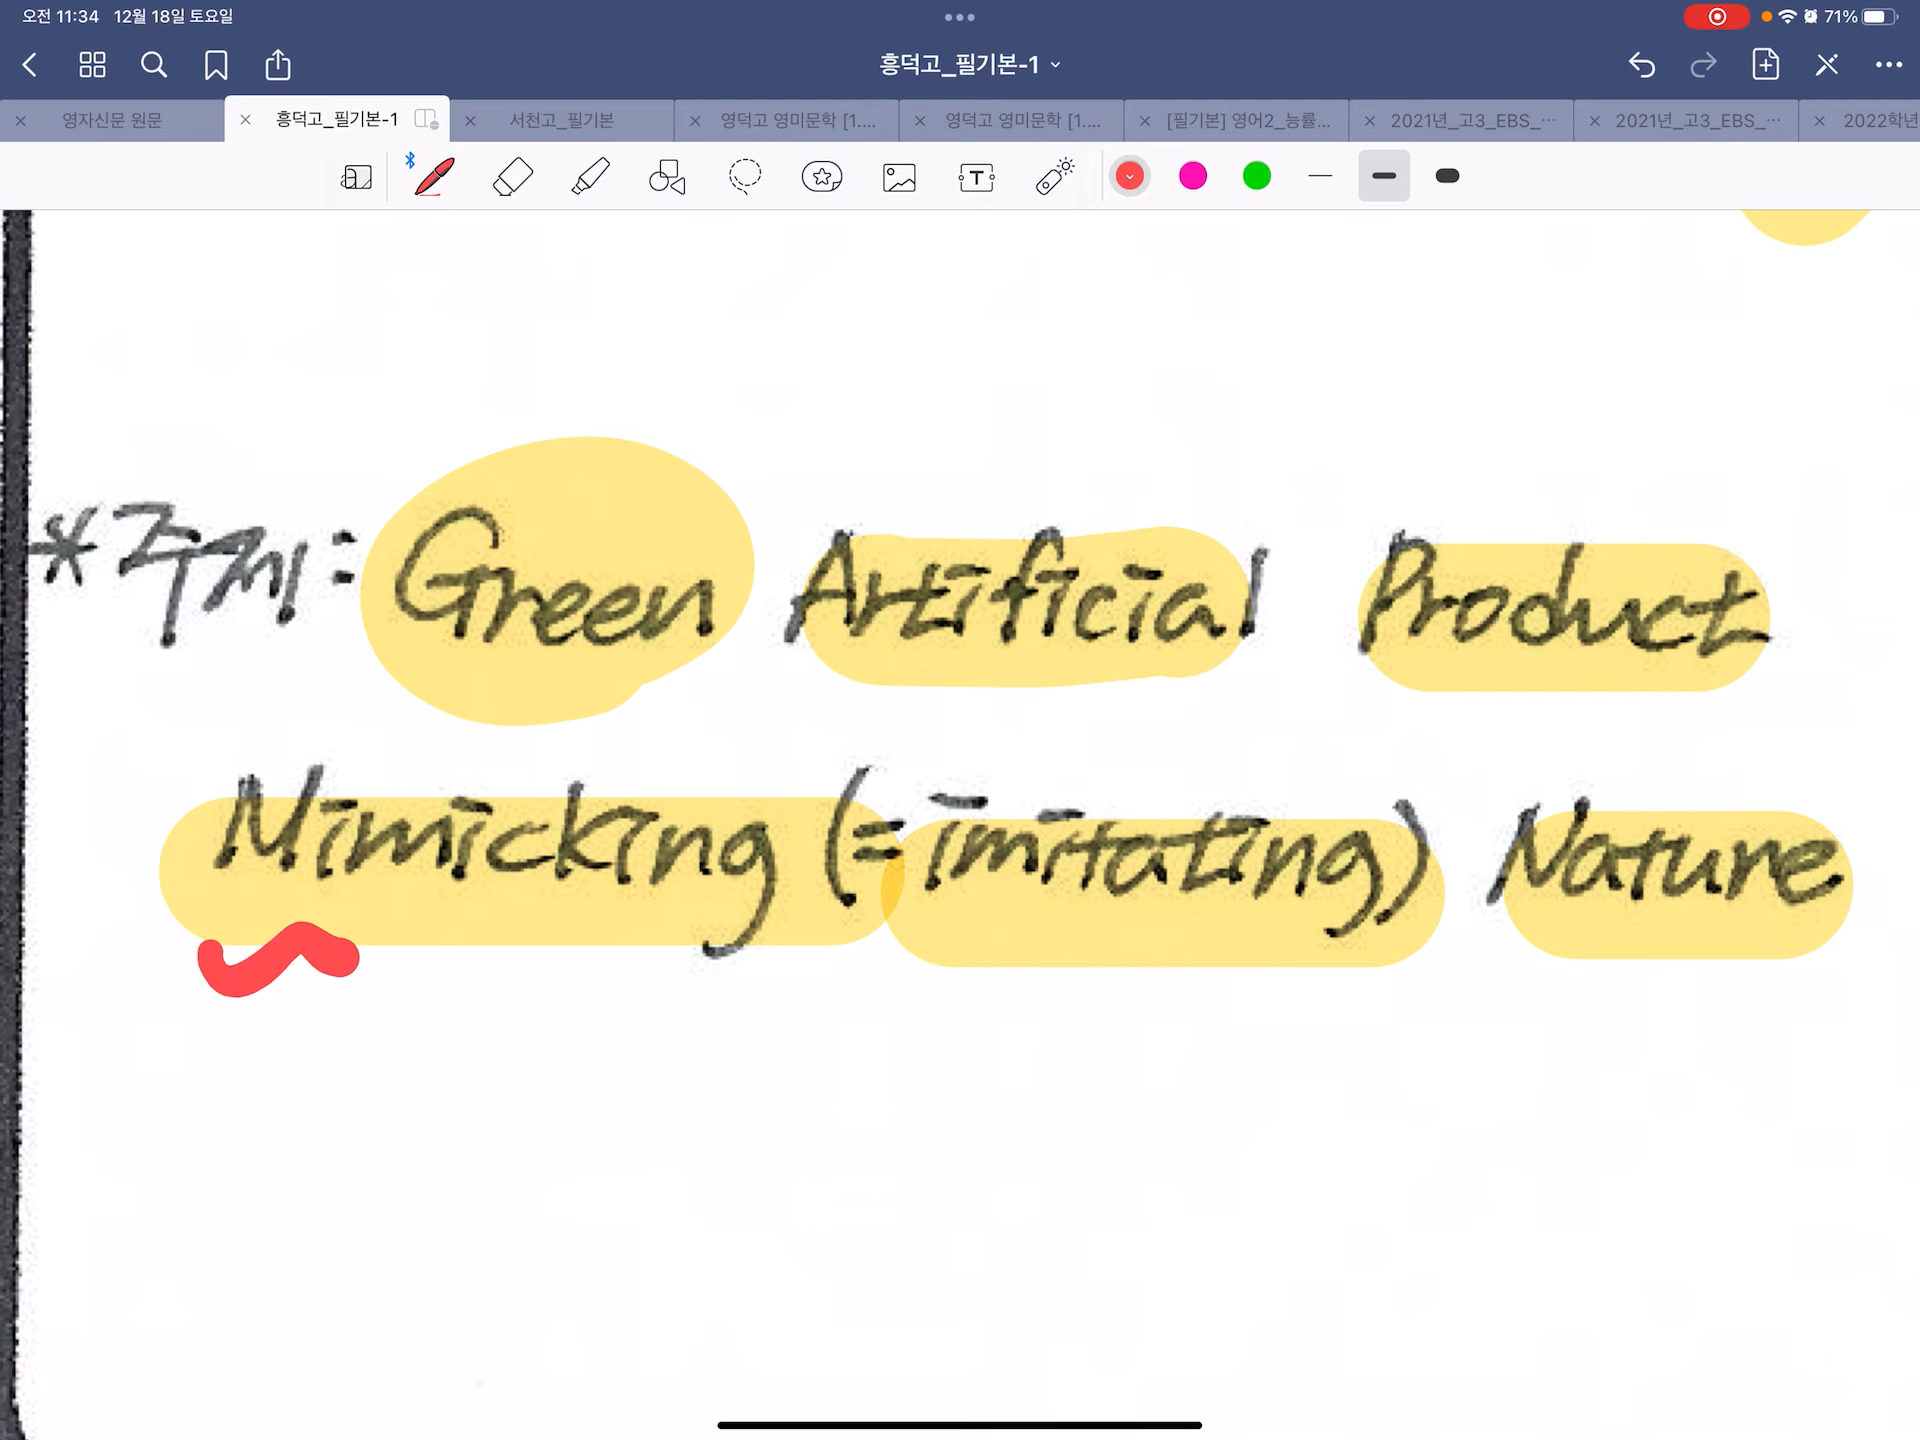 오전 11:34 12월 18일 토요일 71%
흥덕고_필기본-1
영자신문 원문 흥덕고_필기본-1 서천고_필기본 영덕고 영미문학 [1.... 영덕고 영미문학 [1.... [필기본] 영어2_능률... 2021년_고3_EBS_... 2021년_고3_EBS_... 2022학년
*주제: Green Artificial Product
Mimicking (=imitating) Nature